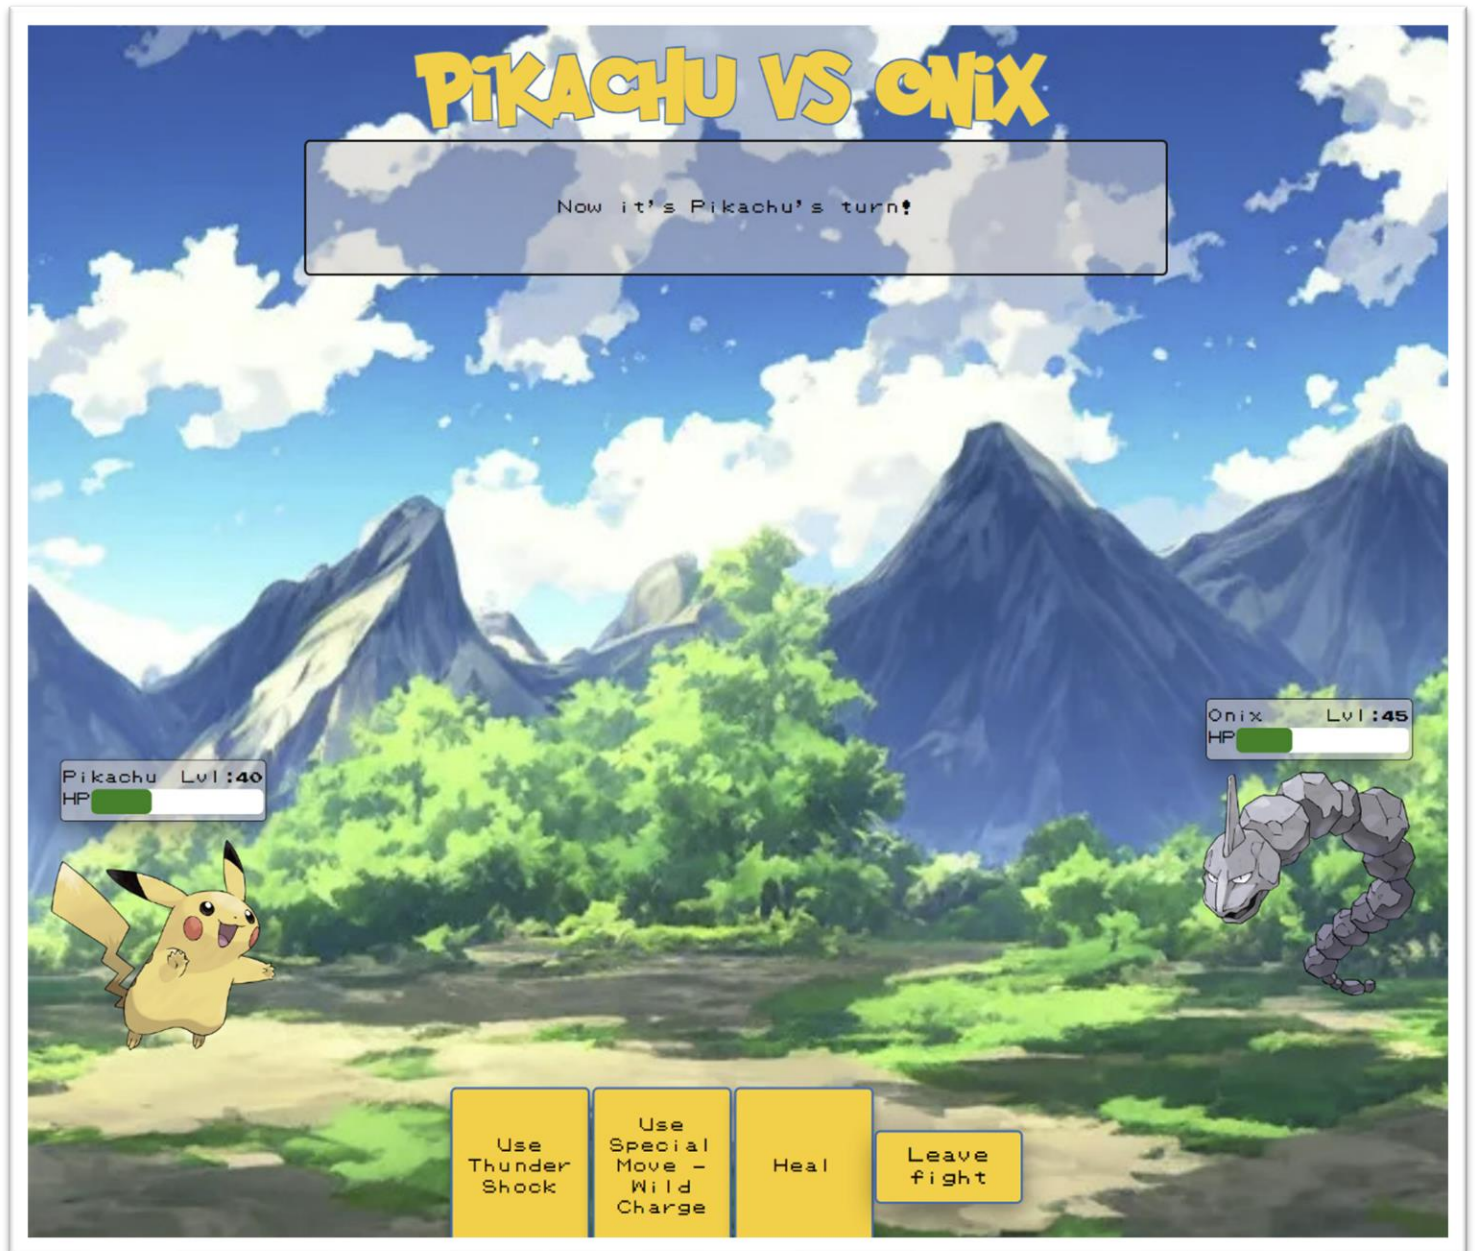 PiKACHU VS ONiX
Now it's Pikachu's turn!
Onix Lvl:45
HP
Pikachu Lvl:40
HP
Use
Thunder
Shock
Use
Special
Move -
Wild
Charge
Heal
Leave
fight